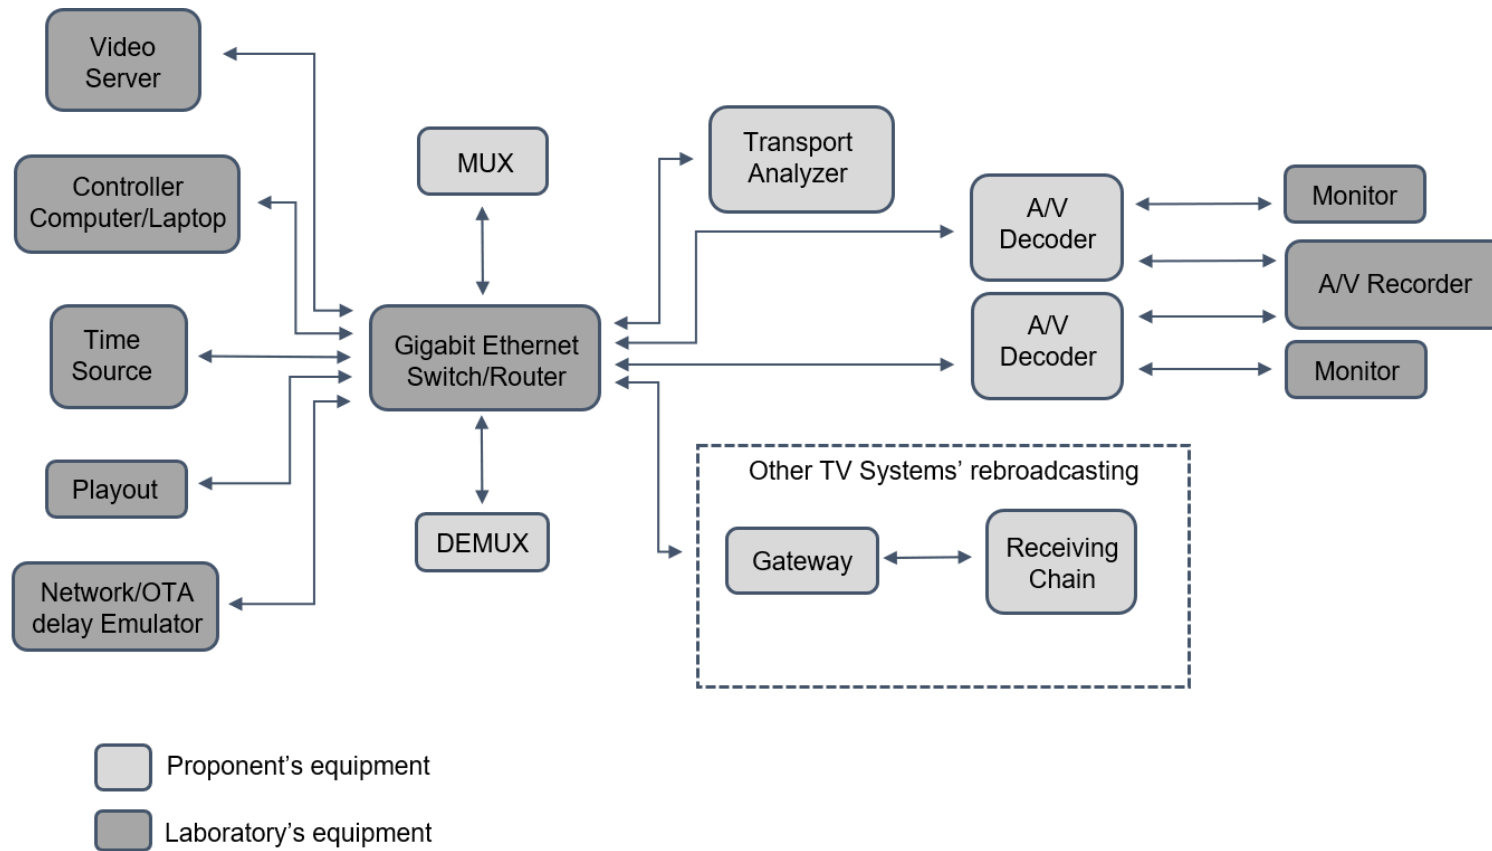 Video
Server
Controller
Computer/Laptop
Time
Source
Playout
Network/OTA
delay Emulator
MUX
Gigabit Ethernet
Switch/Router
DEMUX
Transport
Analyzer
A/V
Decoder
A/V
Decoder
Monitor
A/V Recorder
Monitor
Other TV Systems’ rebroadcasting
Gateway
Receiving
Chain
Proponent’s equipment
Laboratory’s equipment